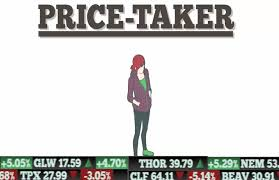 PRICE-TAKER
+5.05% GLW 17.59 ▲ +4.70% THOR 39.79 ▲ +5.29% NEM 53.
68% TPX 27.99 ▼ -3.05% CLF 64.11 ▼ -5.14% BEAV 30.91